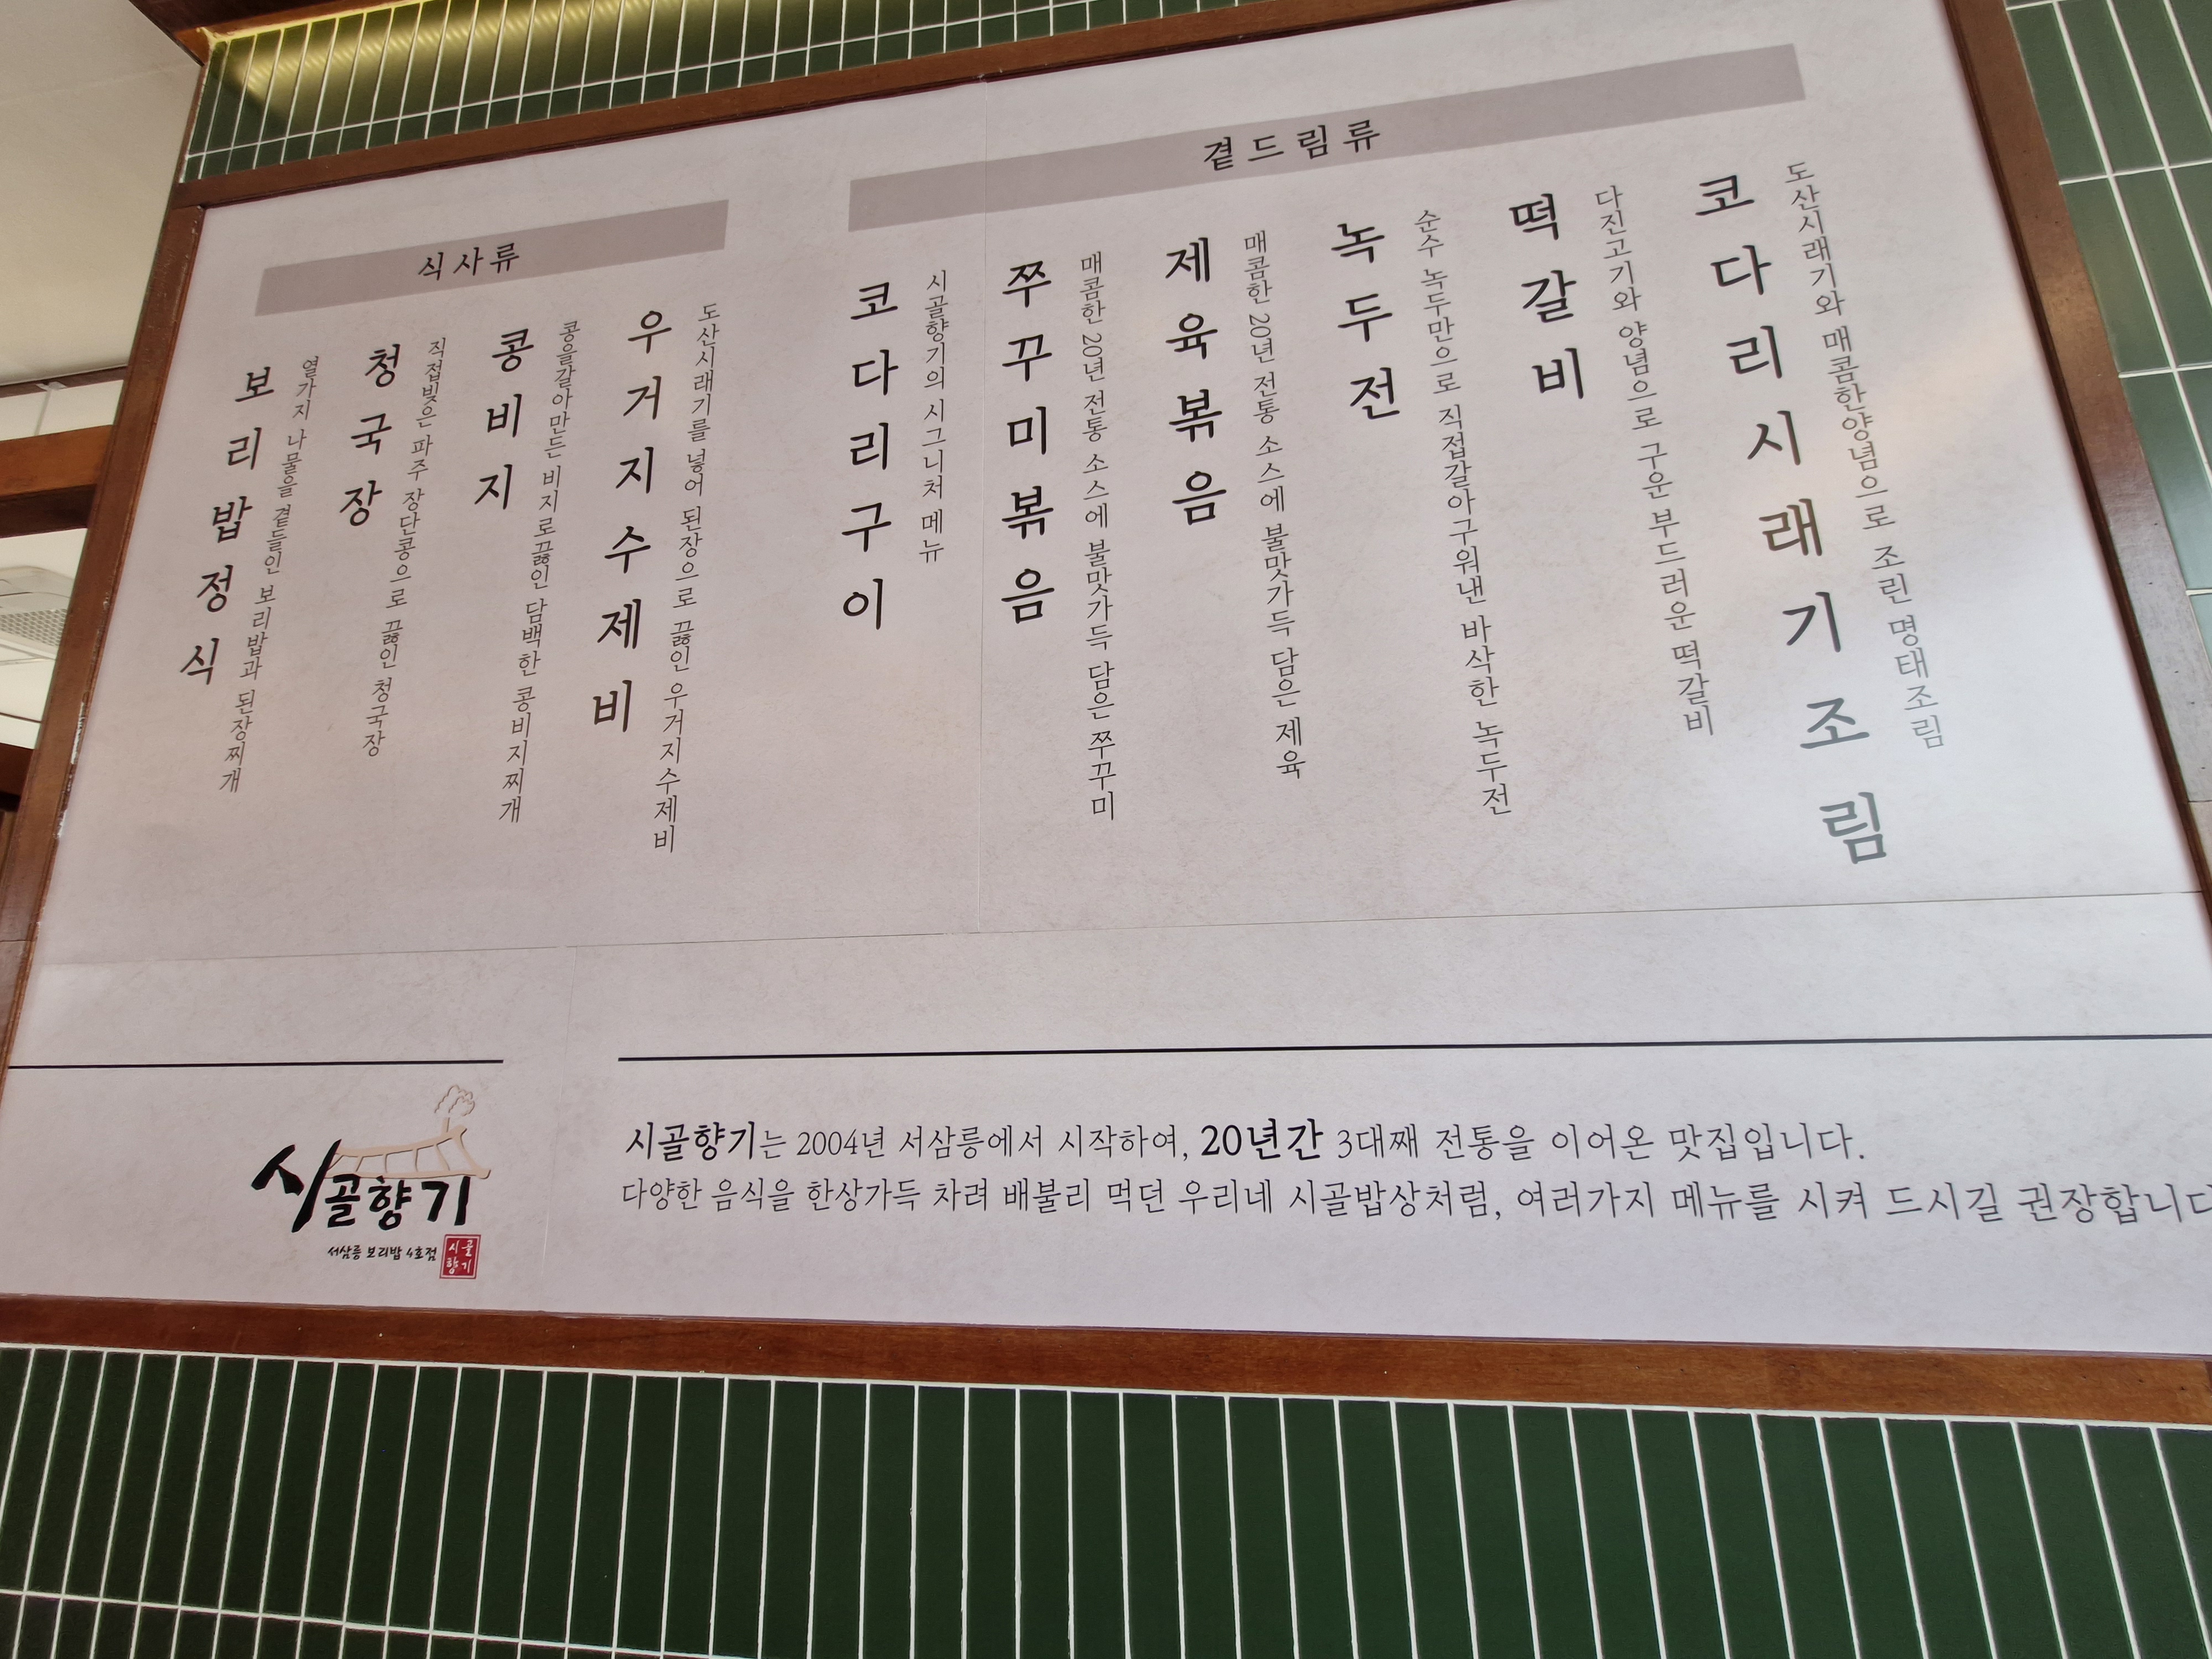 식사류
보리밥정식
열가지 나물을 곁들인 보리밥과 된장찌개
청국장
직접빚은 파주 장단콩으로 끓인 청국장
콩비지
콩을갈아만든 비지로끓인 담백한 콩비지찌개
우거지수제비
도산시래기를 넣어 된장으로 끓인 우거지수제비
곁드림류
코다리구이
시골향기의 시그니처 메뉴
쭈꾸미볶음
매콤한 20년 전통 소스에 불맛가득 담은 쭈꾸미
제육볶음
매콤한 20년 전통 소스에 불맛가득 담은 제육
녹두전
순수 녹두만으로 직접갈아구워낸 바삭한 녹두전
떡갈비
다진고기와 양념으로 구운 부드러운 떡갈비
코다리시래기조림
도산시래기와 매콤한양념으로 조린 명태조림
시골향기
서삼릉 보리밥 4호점
시골
향기
시골향기는 2004년 서삼릉에서 시작하여, 20년간 3대째 전통을 이어온 맛집입니다.
다양한 음식을 한상가득 차려 배불리 먹던 우리네 시골밥상처럼, 여러가지 메뉴를 시켜 드시길 권장합니다